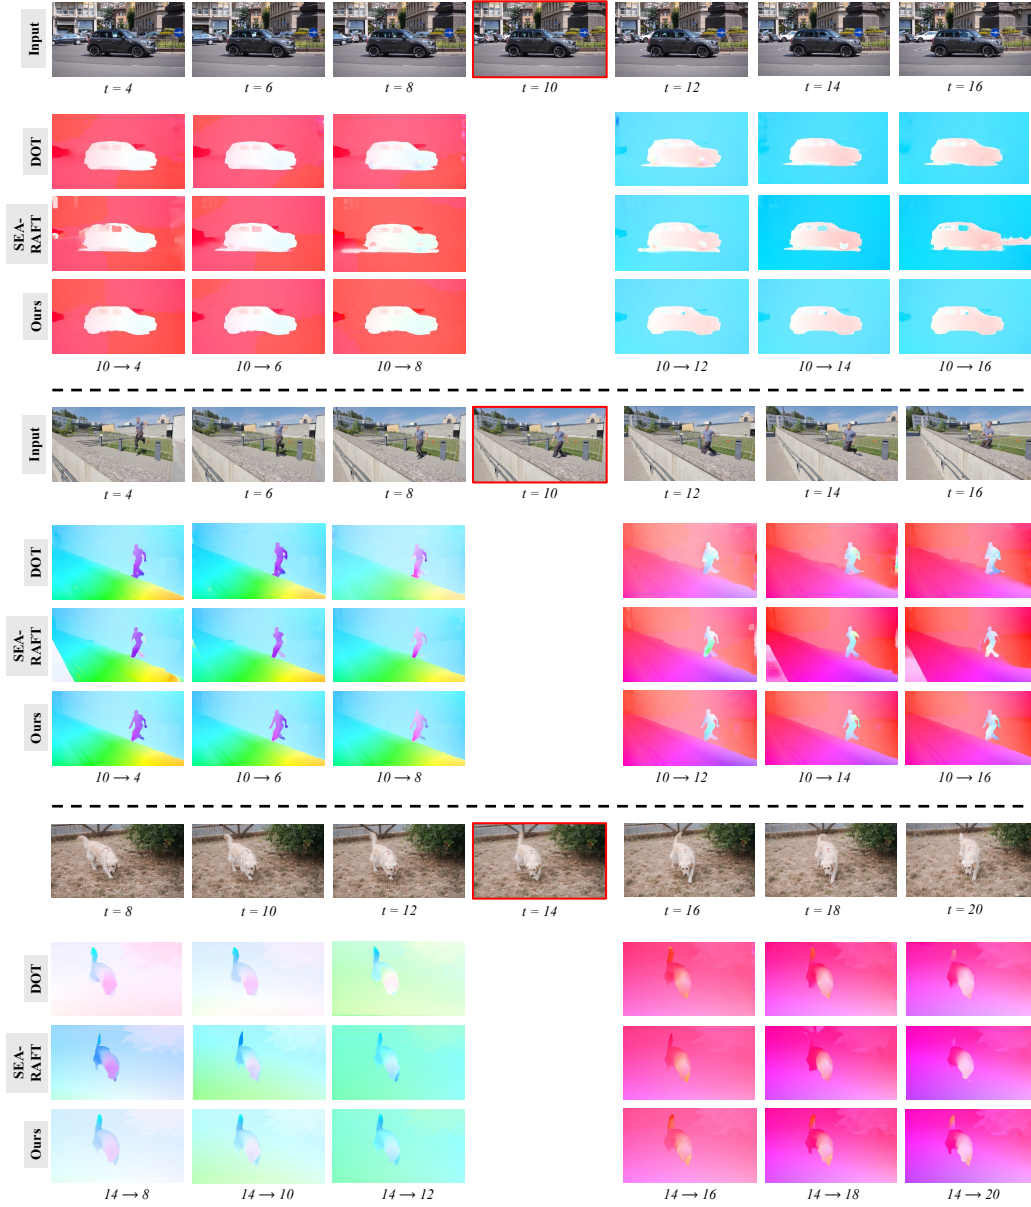 Input
t = 4 t = 6 t = 8 t = 10 t = 12 t = 14 t = 16
DOT
SEA-
RAFT
Ours
10 → 4 10 → 6 10 → 8 10 → 12 10 → 14 10 → 16
Input
t = 4 t = 6 t = 8 t = 10 t = 12 t = 14 t = 16
DOT
SEA-
RAFT
Ours
10 → 4 10 → 6 10 → 8 10 → 12 10 → 14 10 → 16
Input
t = 8 t = 10 t = 12 t = 14 t = 16 t = 18 t = 20
DOT
SEA-
RAFT
Ours
14 → 8 14 → 10 14 → 12 14 → 16 14 → 18 14 → 20